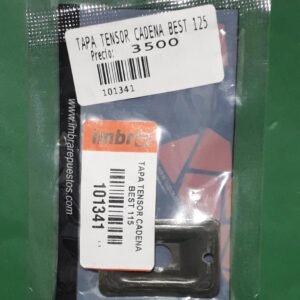 TAPA TENSOR CADENA BEST 125
Precio: 3500
101341
imbra
TAPA TENSOR CADENA
BEST 115
101341
www.imbrarepuestos.com